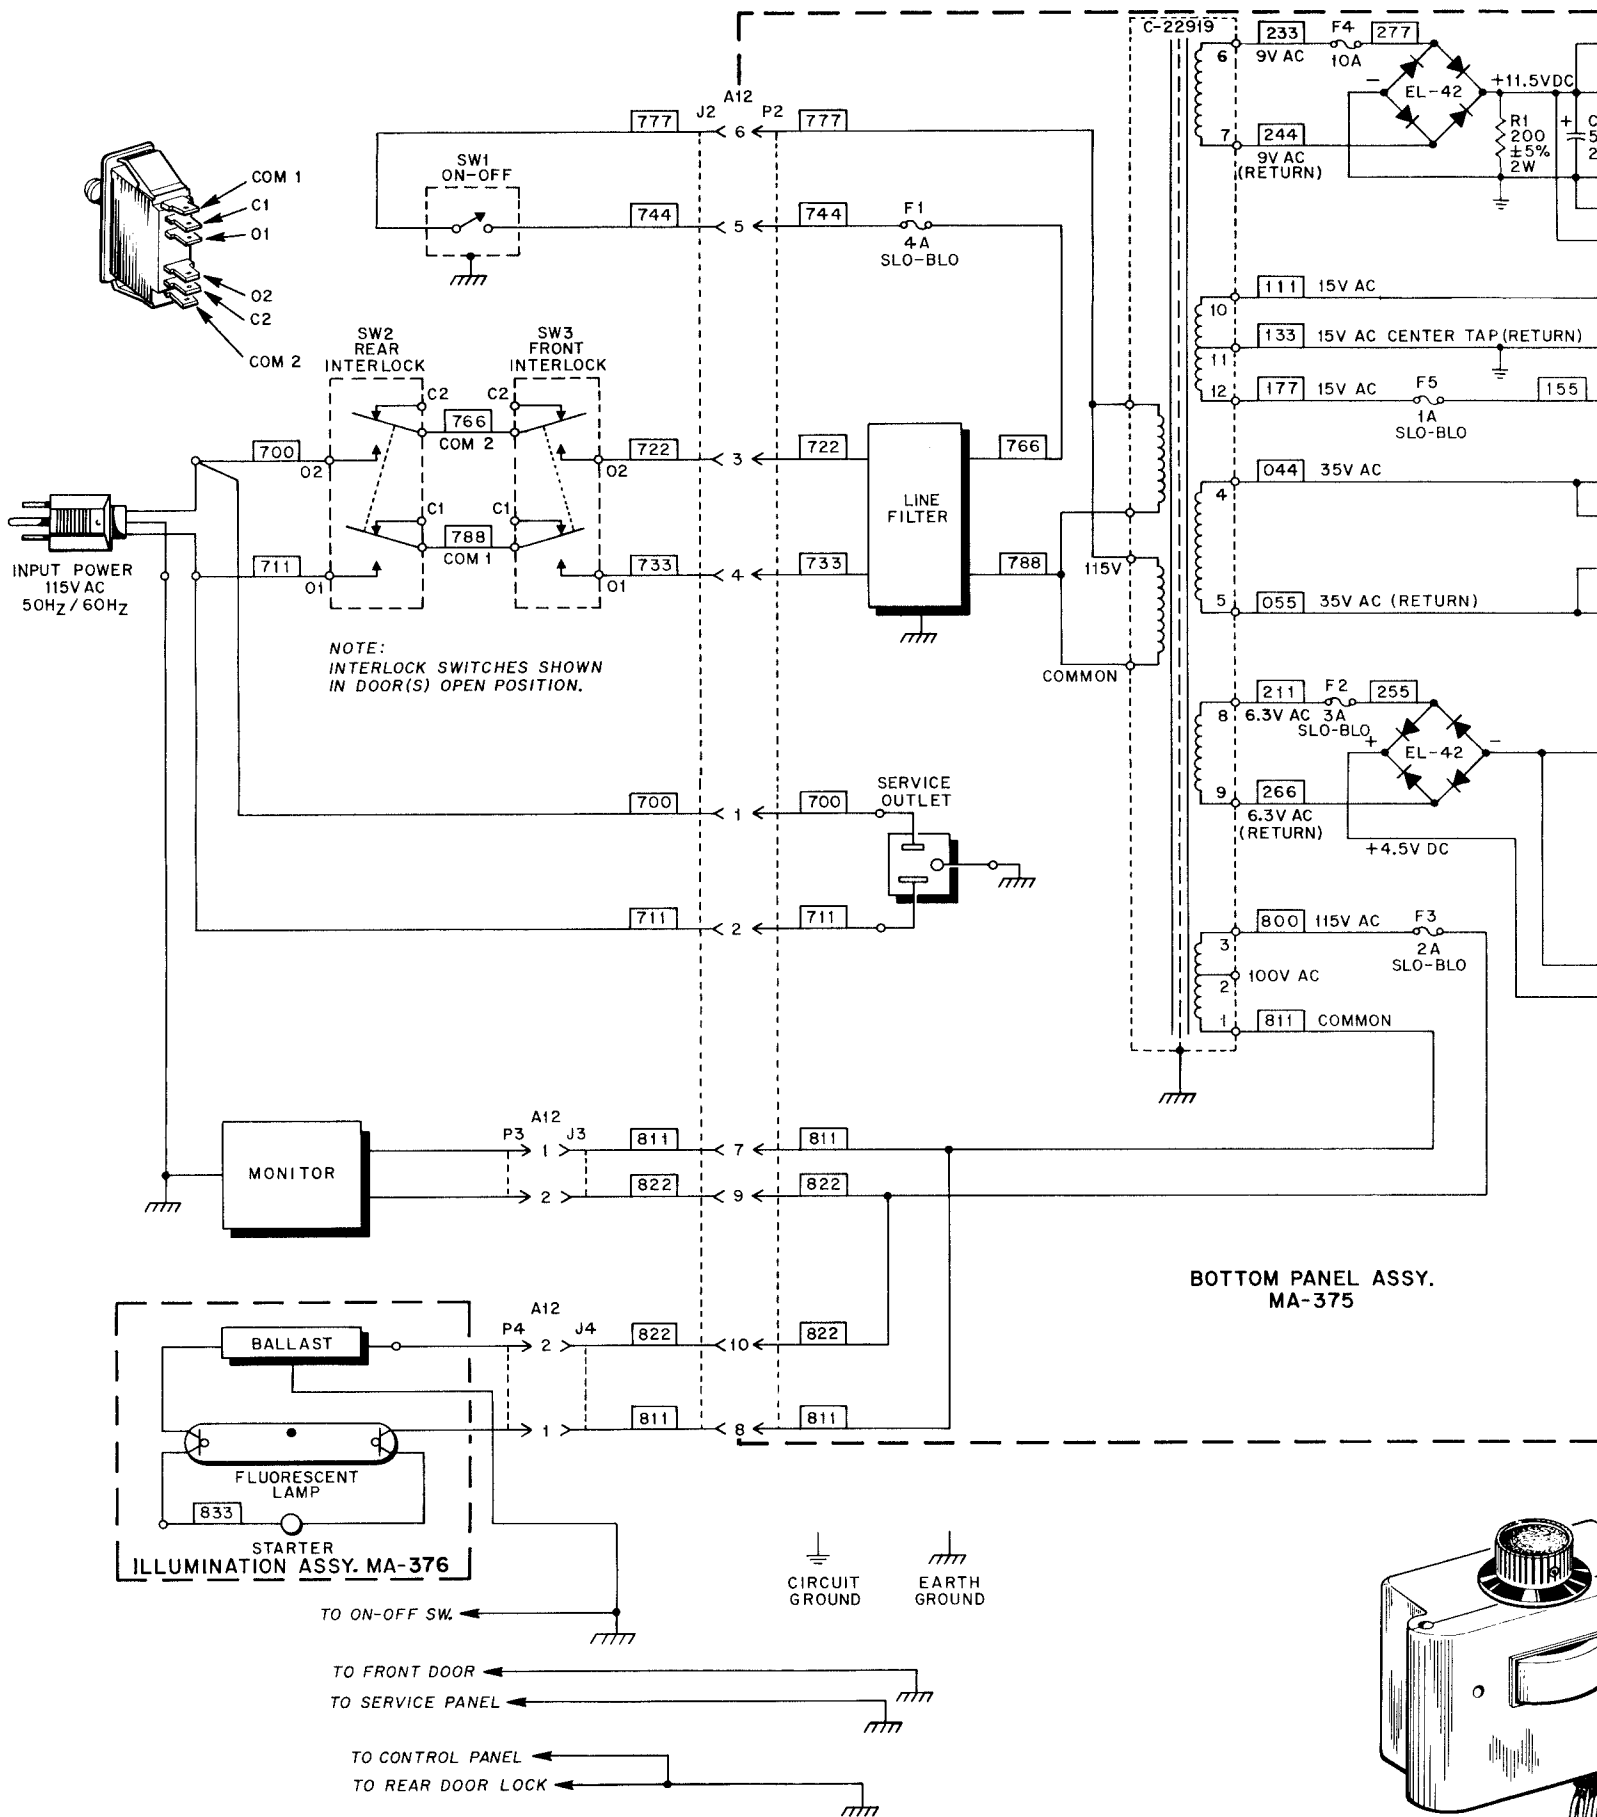 C-22919
233
F4
277
9V AC
10A
6
EL-42
−
+11.5VDC
R1
200
±5%
2W
+
7
244
9V AC
(RETURN)
A12
J2
P2
777
6
777
SW1
ON-OFF
744
5
744
F1
4A
SLO-BLO
COM 1
C1
O1
O2
C2
COM 2
10
111
15V AC
11
133
15V AC CENTER TAP (RETURN)
12
177
15V AC
F5
155
1A
SLO-BLO
SW2
REAR
INTERLOCK
SW3
FRONT
INTERLOCK
C2
C2
766
COM 2
700
O2
O2
722
3
722
766
LINE
FILTER
C1
C1
788
COM 1
711
O1
O1
733
4
733
788
115V
COMMON
INPUT POWER
115V AC
50Hz / 60Hz
NOTE:
INTERLOCK SWITCHES SHOWN
IN DOOR(S) OPEN POSITION.
4
044
35V AC
5
055
35V AC (RETURN)
8
211
F2
255
6.3V AC
3A
SLO-BLO
+
EL-42
−
9
266
6.3V AC
(RETURN)
+4.5V DC
700
1
700
SERVICE
OUTLET
711
2
711
3
800
115V AC
F3
2A
SLO-BLO
2
100V AC
1
811
COMMON
MONITOR
A12
P3
1
J3
811
7
811
2
822
9
822
BOTTOM PANEL ASSY.
MA-375
A12
P4
2
J4
822
10
822
BALLAST
1
811
8
811
FLUORESCENT
LAMP
833
STARTER
ILLUMINATION ASSY. MA-376
CIRCUIT
GROUND
EARTH
GROUND
TO ON-OFF SW.
TO FRONT DOOR
TO SERVICE PANEL
TO CONTROL PANEL
TO REAR DOOR LOCK